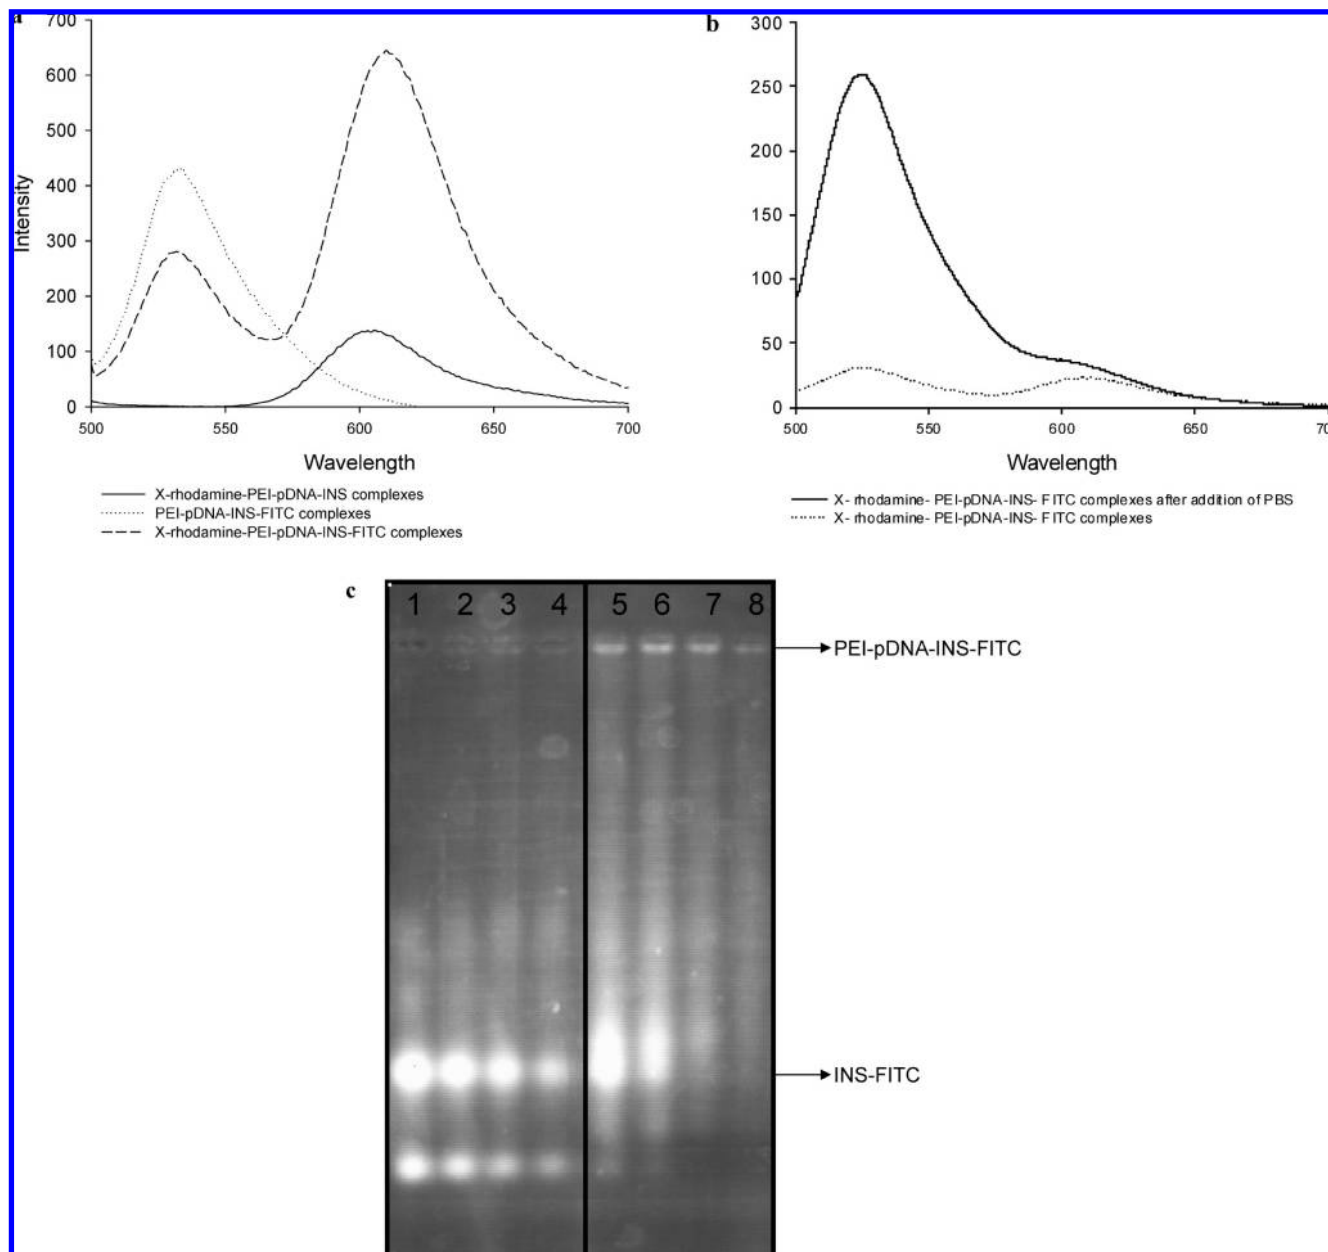 a
700
600
500
400
300
200
100
0
Intensity
500
550
600
650
700
Wavelength
X-rhodamine-PEI-pDNA-INS complexes
PEI-pDNA-INS-FITC complexes
X-rhodamine-PEI-pDNA-INS-FITC complexes
b
300
250
200
150
100
50
0
500
550
600
650
70
Wavelength
X- rhodamine- PEI-pDNA-INS- FITC complexes after addition of PBS
X- rhodamine- PEI-pDNA-INS- FITC complexes
c
1 2 3 4 5 6 7 8
PEI-pDNA-INS-FITC
INS-FITC